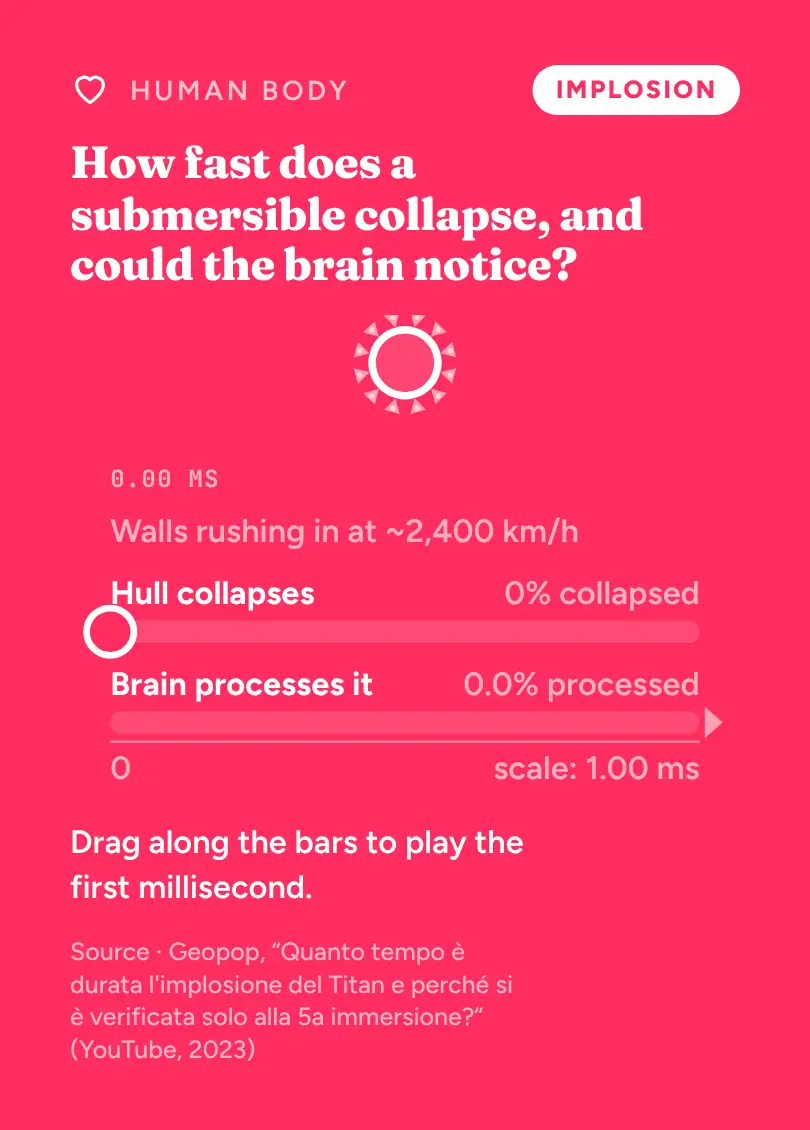 HUMAN BODY
IMPLOSION
How fast does a
submersible collapse, and
could the brain notice?
0.00 MS
Walls rushing in at ~2,400 km/h
Hull collapses
0% collapsed
Brain processes it
0.0% processed
0
scale: 1.00 ms
Drag along the bars to play the
first millisecond.
Source · Geopop, “Quanto tempo è
durata l'implosione del Titan e perché si
è verificata solo alla 5a immersione?”
(YouTube, 2023)